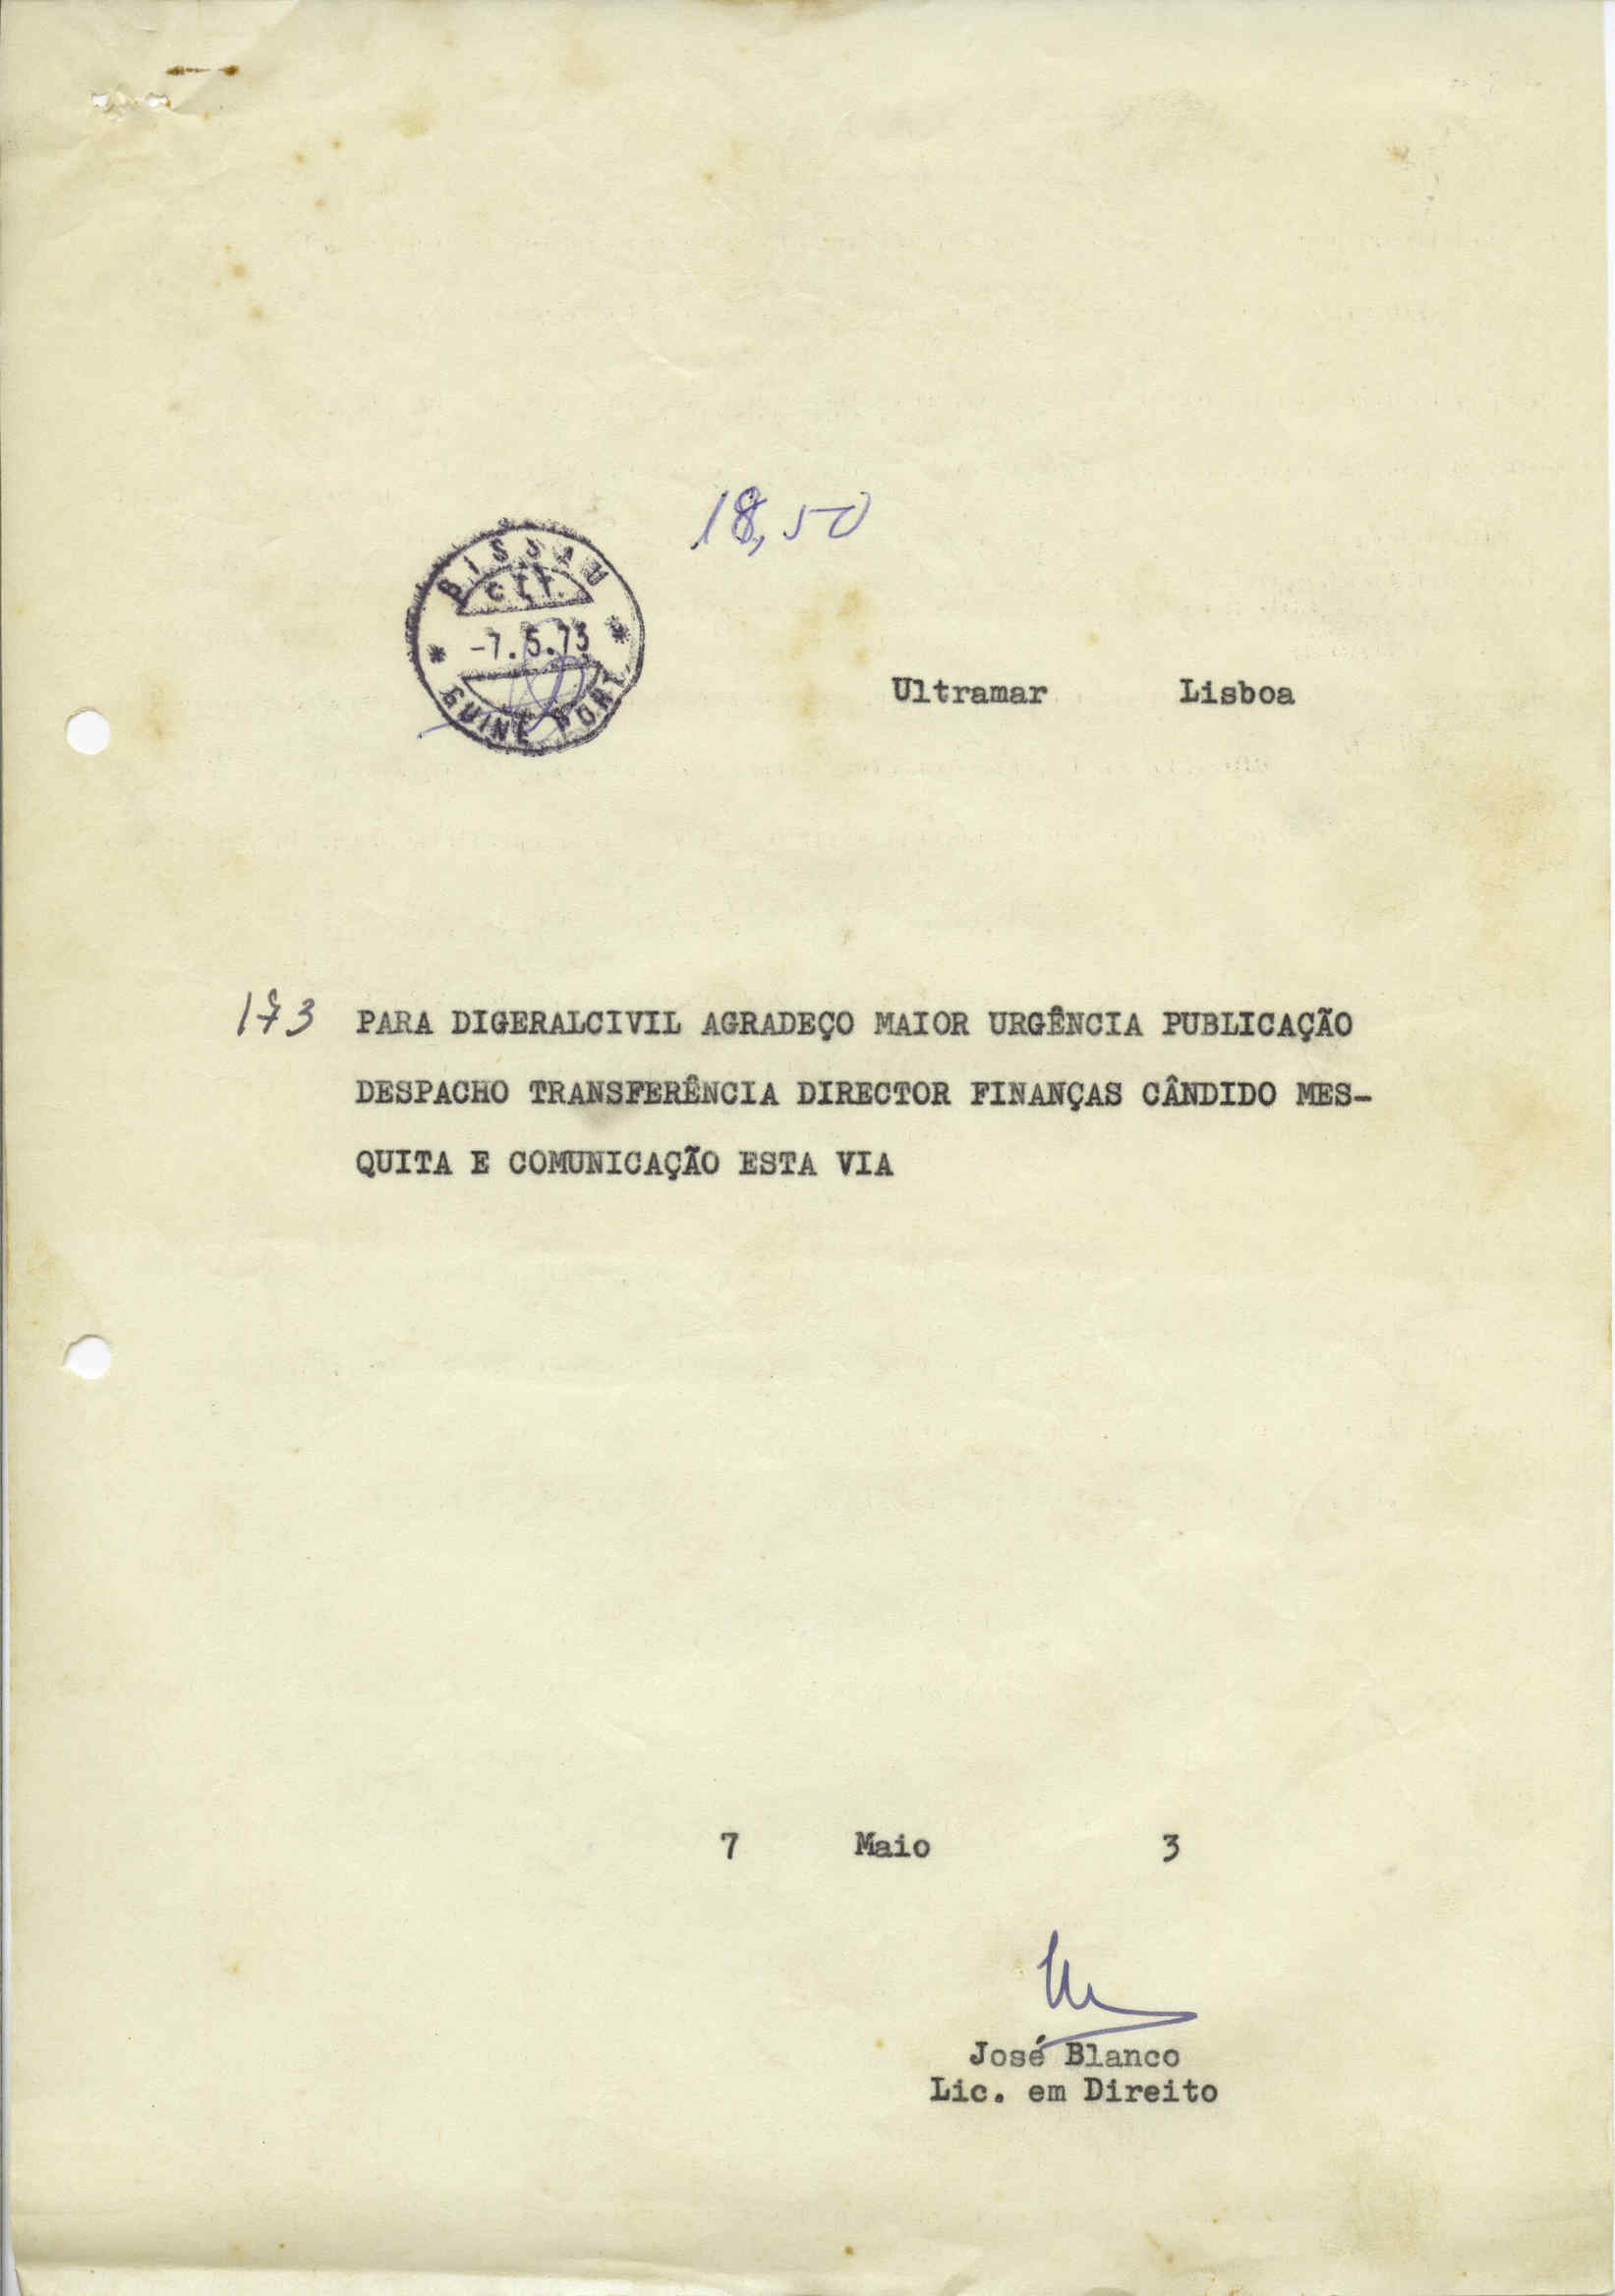 18,50
BISSAU
C.T.T.
-7.5.73
GUINÉ PORT.
Ultramar Lisboa
173 PARA DIGERALCIVIL AGRADEÇO MAIOR URGÊNCIA PUBLICAÇÃO
DESPACHO TRANSFERÊNCIA DIRECTOR FINANÇAS CÂNDIDO MES-
QUITA E COMUNICAÇÃO ESTA VIA
7 Maio 3
José Blanco
Lic. em Direito